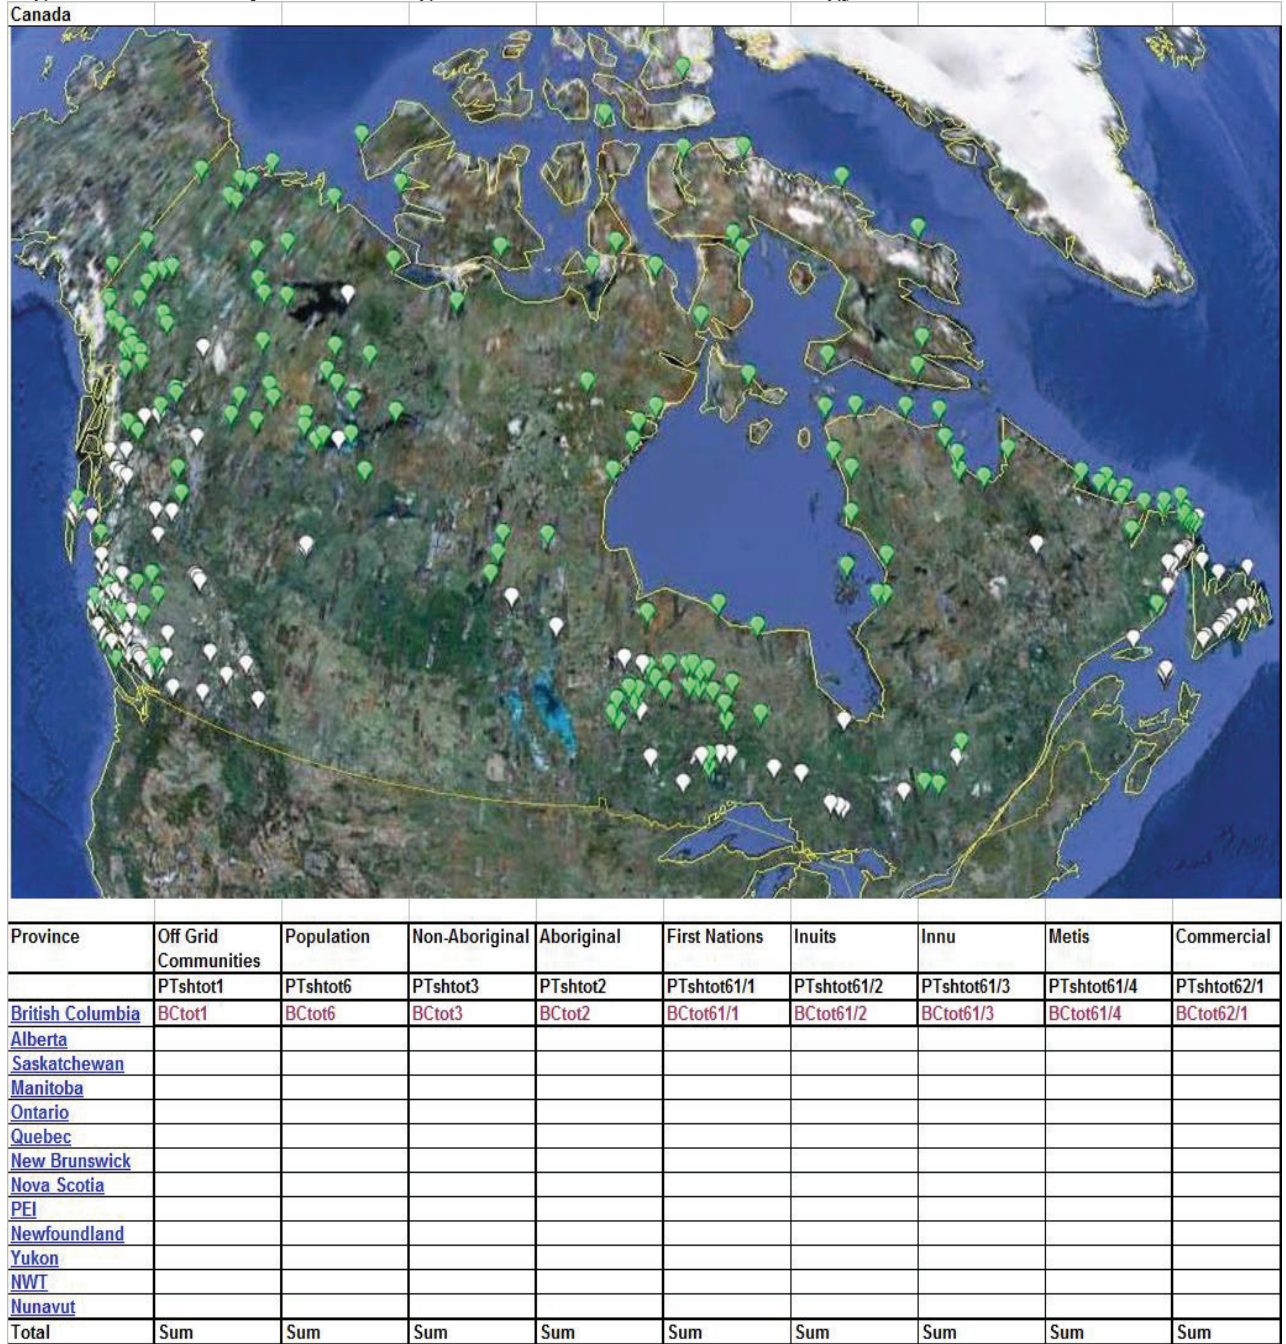 Canada
Province Off Grid Communities Population Non-Aboriginal Aboriginal First Nations Inuits Innu Metis Commercial
PTshtot1 PTshtot6 PTshtot3 PTshtot2 PTshtot61/1 PTshtot61/2 PTshtot61/3 PTshtot61/4 PTshtot62/1
British Columbia BCtot1 BCtot6 BCtot3 BCtot2 BCtot61/1 BCtot61/2 BCtot61/3 BCtot61/4 BCtot62/1
Alberta
Saskatchewan
Manitoba
Ontario
Quebec
New Brunswick
Nova Scotia
PEI
Newfoundland
Yukon
NWT
Nunavut
Total Sum Sum Sum Sum Sum Sum Sum Sum Sum